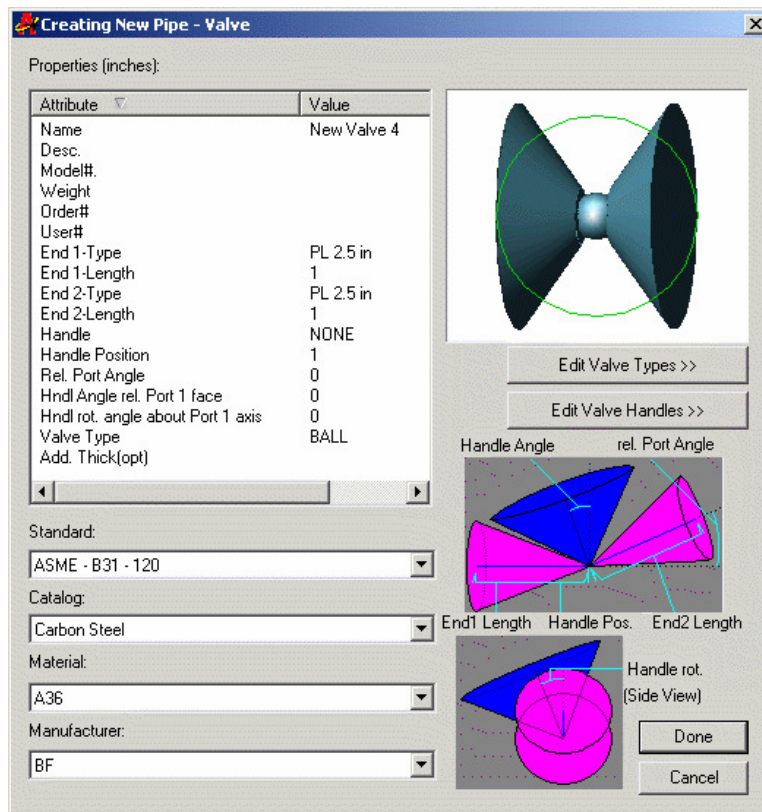 Creating New Pipe - Valve
Properties (inches):
Attribute Value
Name New Valve 4
Desc.
Model#.
Weight
Order#
User#
End 1-Type PL 2.5 in
End 1-Length 1
End 2-Type PL 2.5 in
End 2-Length 1
Handle NONE
Handle Position 1
Rel. Port Angle 0
Hndl Angle rel. Port 1 face 0
Hndl rot. angle about Port 1 axis 0
Valve Type BALL
Add. Thick(opt)
Edit Valve Types >>
Edit Valve Handles >>
Handle Angle rel. Port Angle
End1 Length Handle Pos. End2 Length
Handle rot.
(Side View)
Standard:
ASME - B31 - 120
Catalog:
Carbon Steel
Material:
A36
Manufacturer:
BF
Done
Cancel